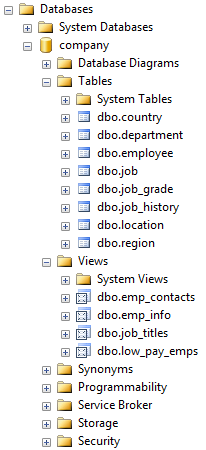 Databases
System Databases
company
Database Diagrams
Tables
System Tables
dbo.country
dbo.department
dbo.employee
dbo.job
dbo.job_grade
dbo.job_history
dbo.location
dbo.region
Views
System Views
dbo.emp_contacts
dbo.emp_info
dbo.job_titles
dbo.low_pay_emps
Synonyms
Programmability
Service Broker
Storage
Security